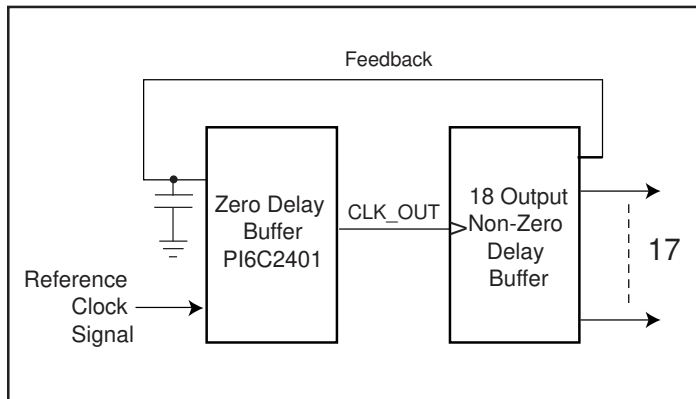 Feedback
Zero Delay
Buffer
PI6C2401
CLK_OUT
18 Output
Non-Zero
Delay
Buffer
17
Reference
Clock
Signal